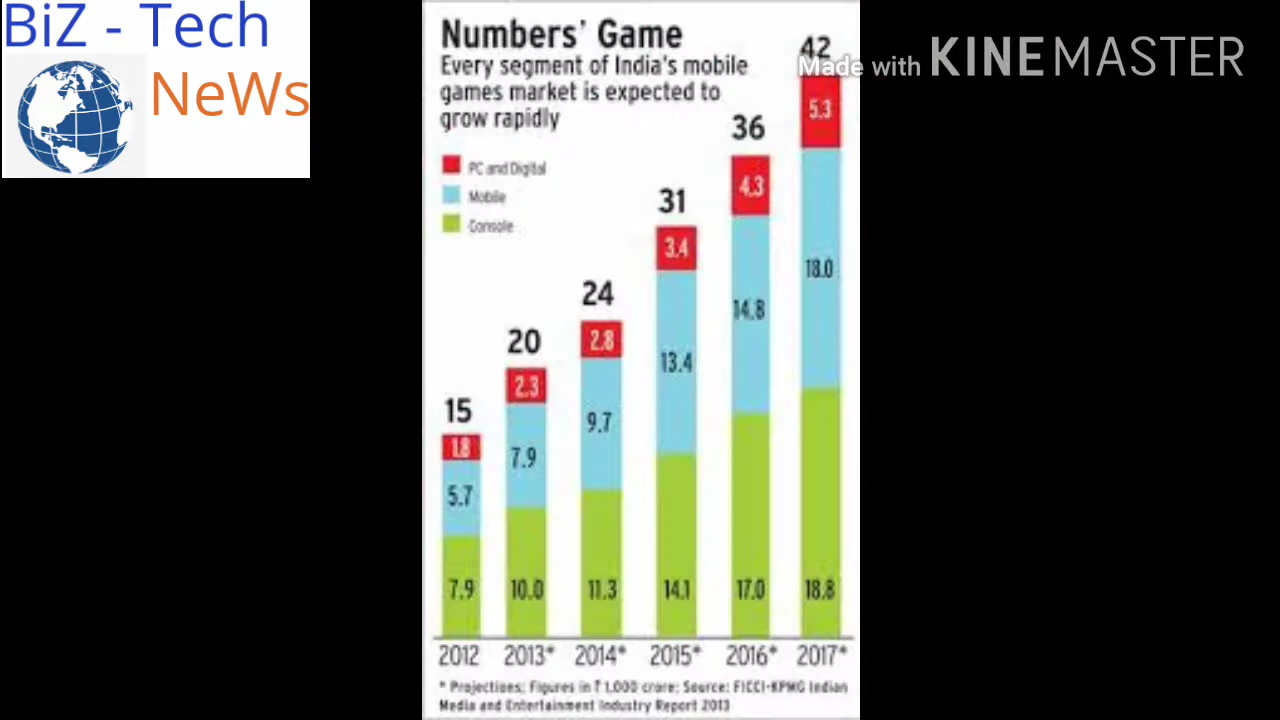 BiZ - Tech
NeWs
Made with KINEMASTER
Numbers' Game
Every segment of India's mobile
games market is expected to
grow rapidly
PC and Digital
Mobile
Console
15
1.8
5.7
7.9
20
2.3
7.9
10.0
24
2.8
9.7
11.3
31
3.4
13.4
14.1
36
4.3
14.8
17.0
42
5.3
18.0
18.8
2012 2013* 2014* 2015* 2016* 2017*
* Projections; Figures in ₹ 1,000 crore; Source: FICCI-KPMG Indian
Media and Entertainment Industry Report 2013